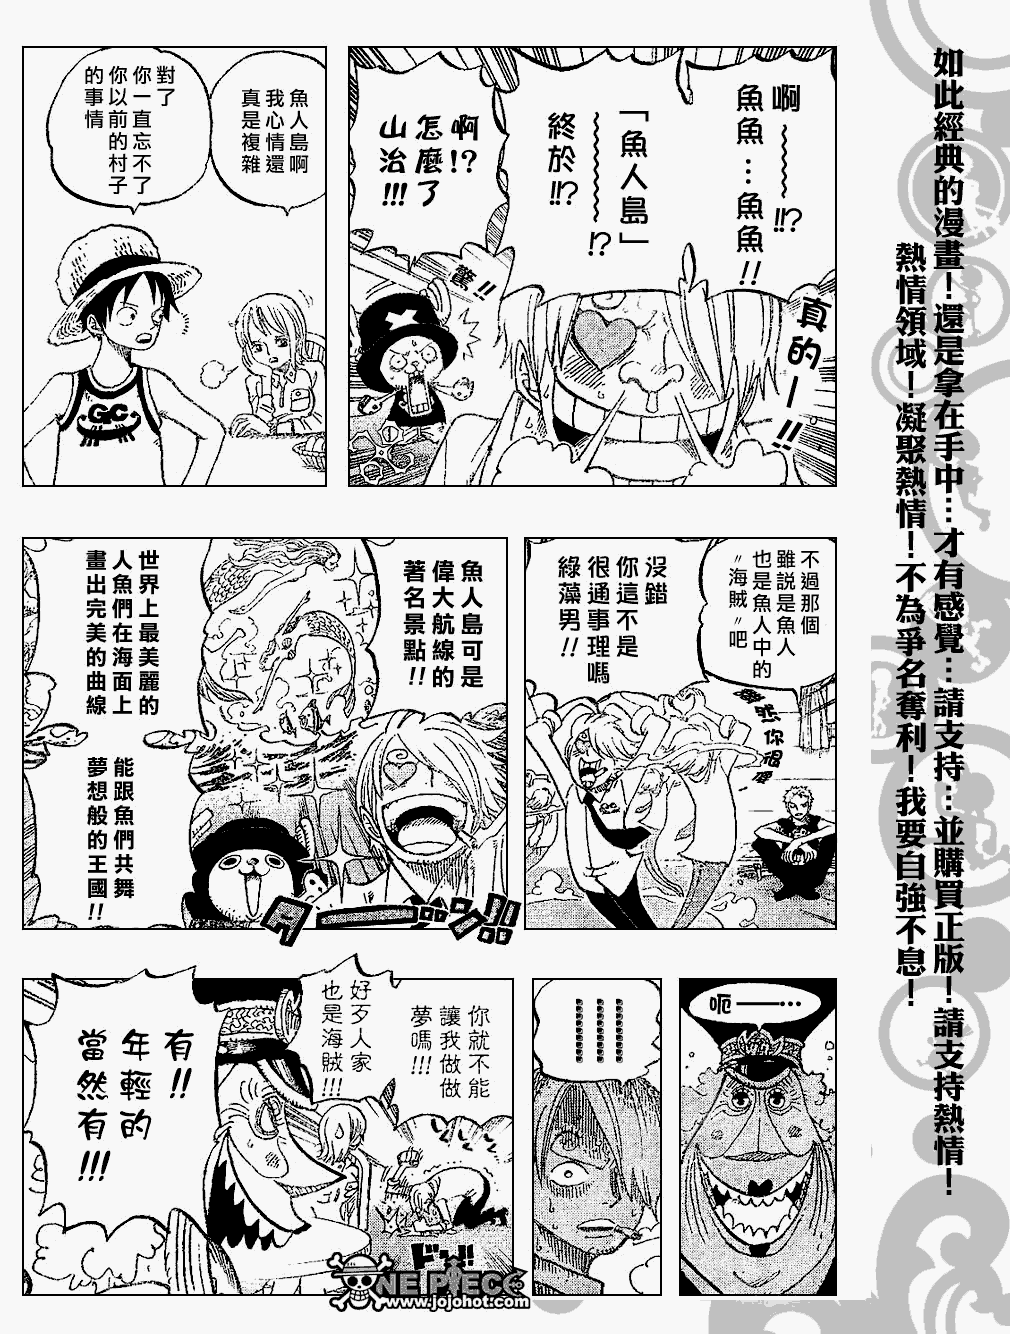 如此經典的漫畫！還是拿在手中…才有感覺…請支持…並購買正版！請支持熱情！
熱情領域！凝聚熱情！不為爭名奪利！我要自強不息！
啊～～～!!?
魚魚…魚魚!!
「魚人島」
～～～～～!?
終於!!?
真的ー!!
啊!?
怎麼了
山治!!!
驚!!
魚人島啊
我心情還
真是複雜
對了
你一直忘不了
你以前的村子
的事情
GC
不過那個
雖說是魚人
也是魚人中的
〝海賊〞吧
沒錯
你這不是
很通事理嗎
綠藻男!!
雖然你很傻
魚人島可是
偉大航線的
著名景點!!
世界上最美麗的
人魚們在海面上
畫出完美的曲線
能跟魚們共舞
夢想般的王國!!
呃───…
你就不能
讓我做做
夢嗎!!!
好歹人家
也是海賊!!!
有!!
年輕的
當然有!!!
ドッ!!
ONE PIECE
www.jojohot.com